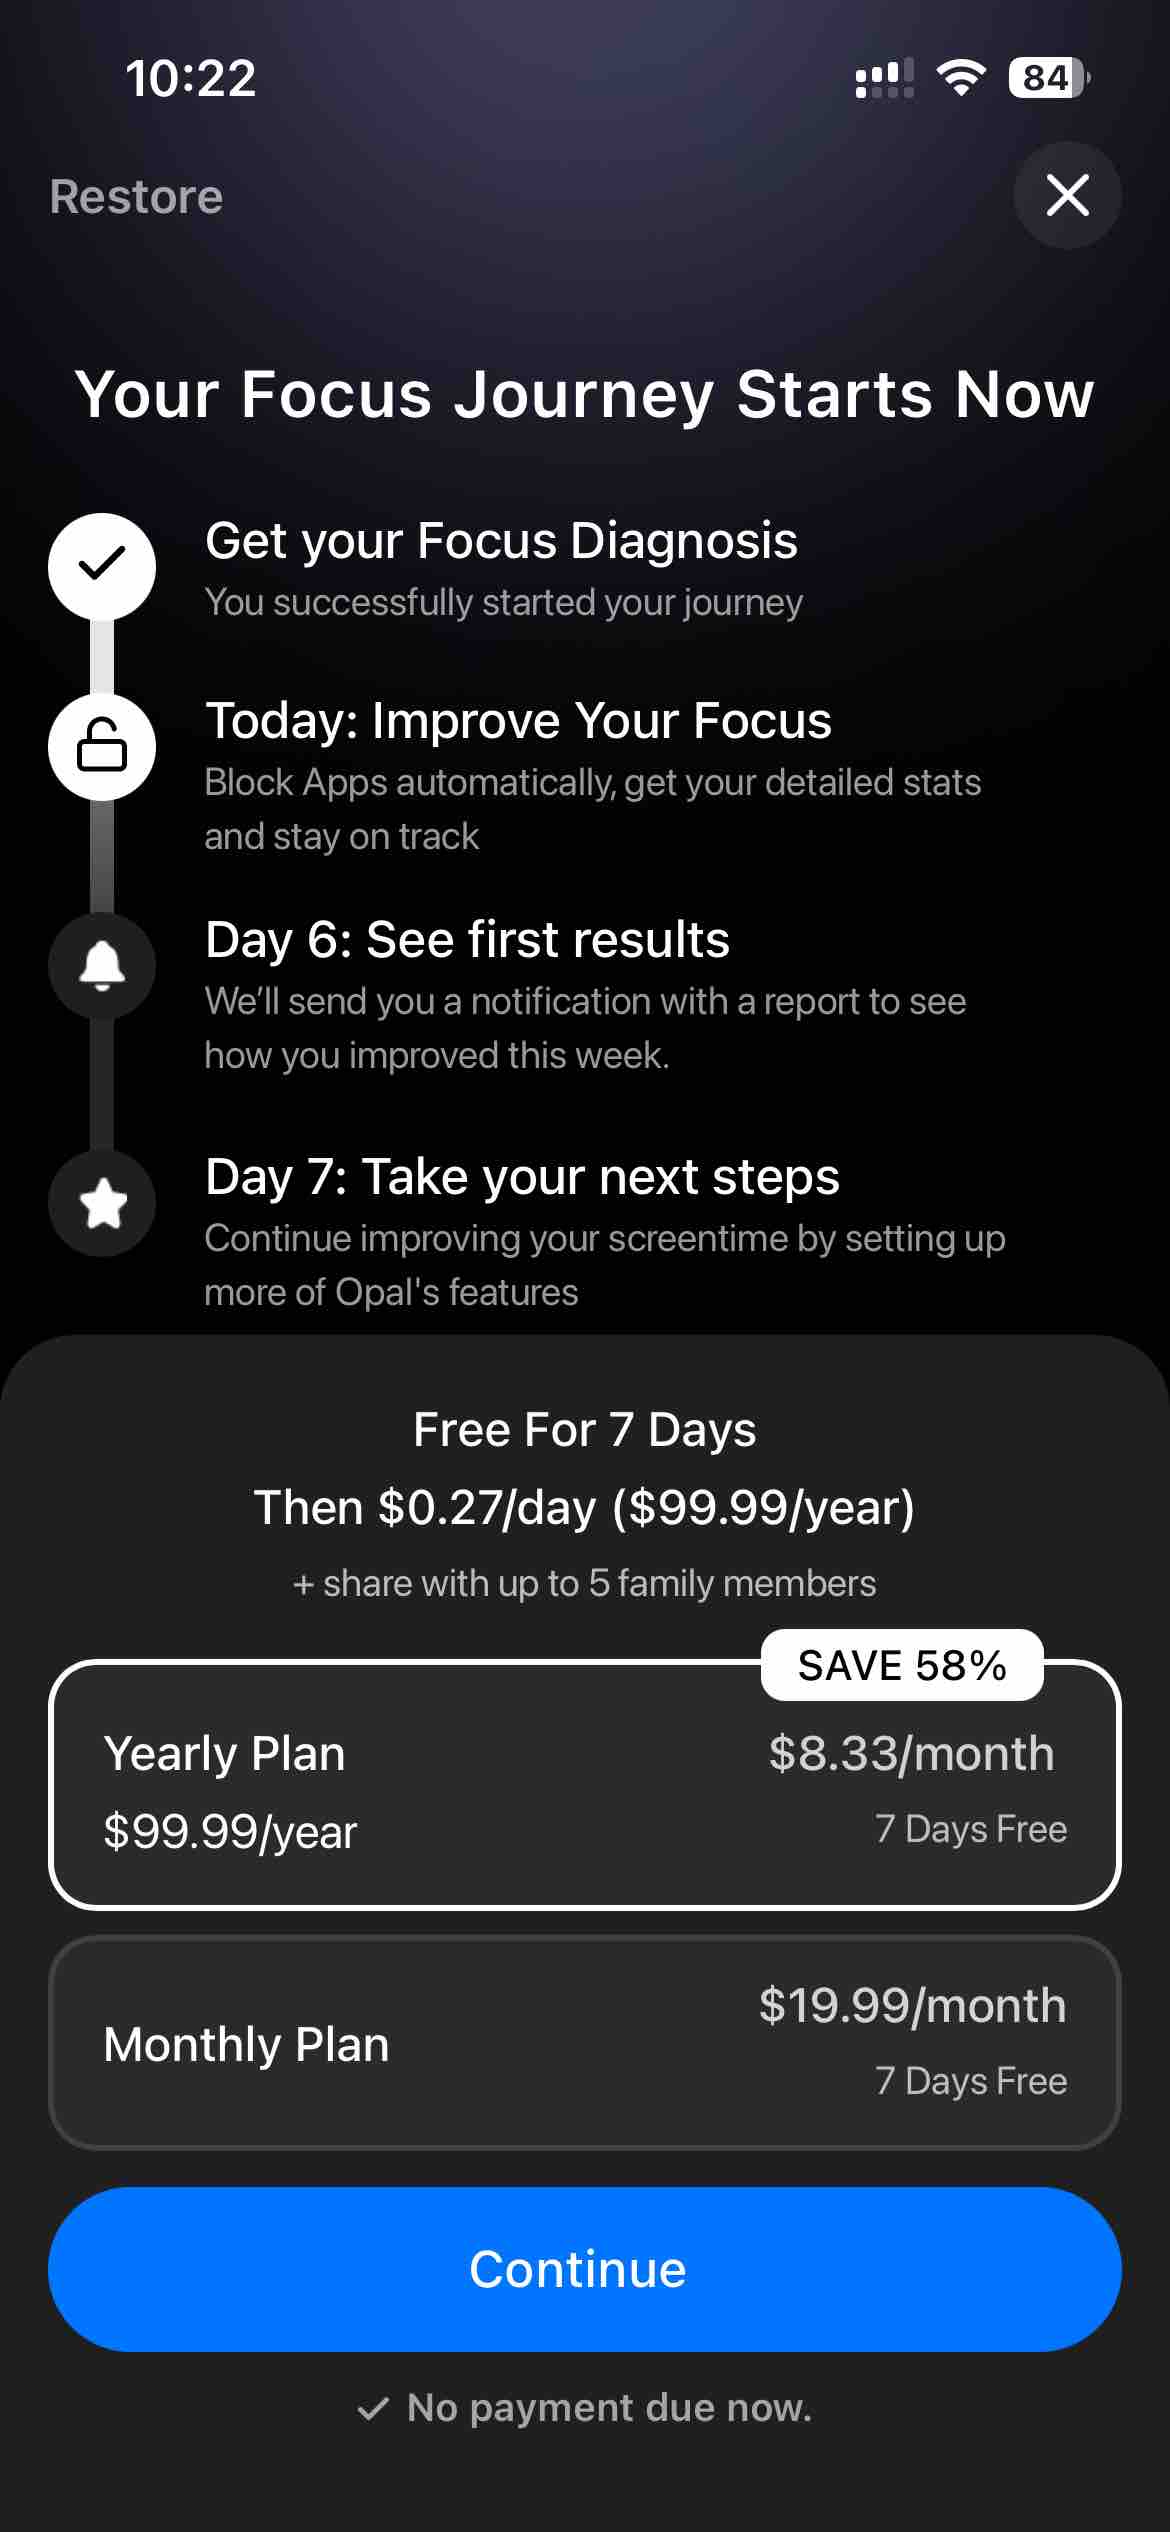 10:22
84
Restore
Your Focus Journey Starts Now
Get your Focus Diagnosis
You successfully started your journey
Today: Improve Your Focus
Block Apps automatically, get your detailed stats
and stay on track
Day 6: See first results
We'll send you a notification with a report to see
how you improved this week.
Day 7: Take your next steps
Continue improving your screentime by setting up
more of Opal's features
Free For 7 Days
Then $0.27/day ($99.99/year)
+ share with up to 5 family members
SAVE 58%
Yearly Plan
$8.33/month
$99.99/year
7 Days Free
Monthly Plan
$19.99/month
7 Days Free
Continue
No payment due now.